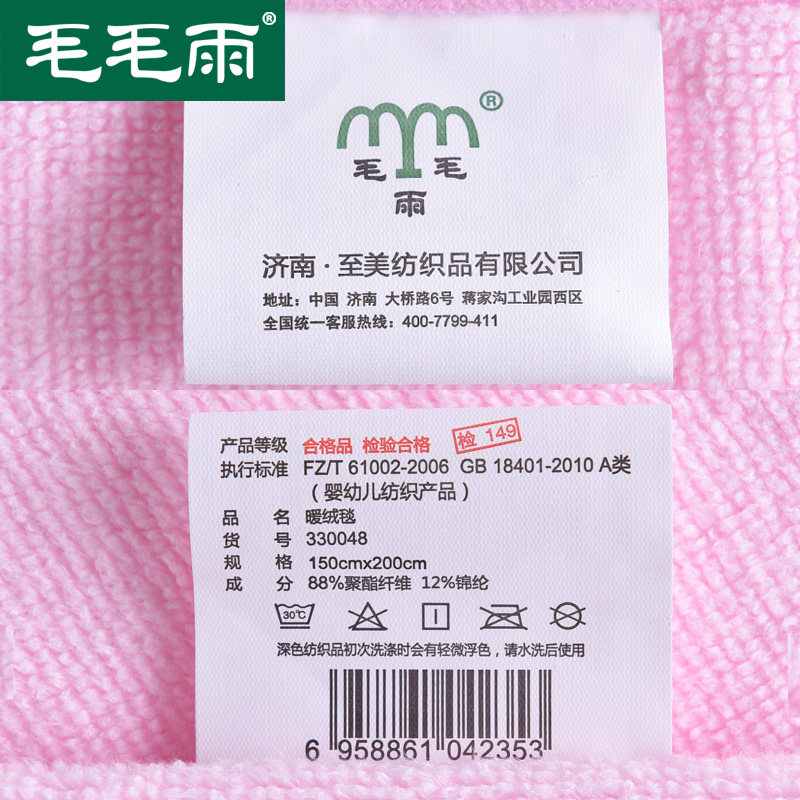 毛毛雨®
®
毛 毛
雨
济南·至美纺织品有限公司
地址：中国 济南 大桥路6号 蒋家沟工业园西区
全国统一客服热线：400-7799-411
产品等级 合格品 检验合格 检 149
执行标准 FZ/T 61002-2006 GB 18401-2010 A类
（婴幼儿纺织产品）
品 名 暖绒毯
货 号 330048
规 格 150cmx200cm
成 分 88%聚酯纤维 12%锦纶
30℃
深色纺织品初次洗涤时会有轻微浮色，请水洗后使用
6 958861 042353